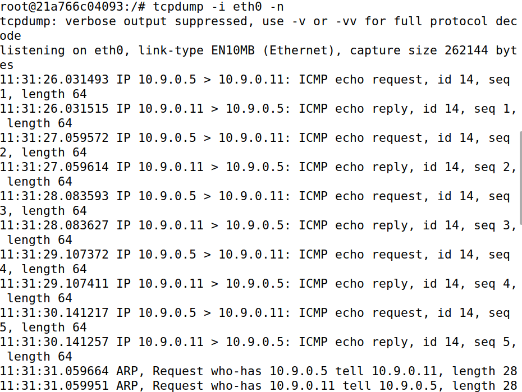 root@21a766c04093:/# tcpdump -i eth0 -n
tcpdump: verbose output suppressed, use -v or -vv for full protocol dec
ode
listening on eth0, link-type EN10MB (Ethernet), capture size 262144 byt
es
11:31:26.031493 IP 10.9.0.5 > 10.9.0.11: ICMP echo request, id 14, seq
1, length 64
11:31:26.031515 IP 10.9.0.11 > 10.9.0.5: ICMP echo reply, id 14, seq 1,
 length 64
11:31:27.059572 IP 10.9.0.5 > 10.9.0.11: ICMP echo request, id 14, seq
2, length 64
11:31:27.059614 IP 10.9.0.11 > 10.9.0.5: ICMP echo reply, id 14, seq 2,
 length 64
11:31:28.083593 IP 10.9.0.5 > 10.9.0.11: ICMP echo request, id 14, seq
3, length 64
11:31:28.083627 IP 10.9.0.11 > 10.9.0.5: ICMP echo reply, id 14, seq 3,
 length 64
11:31:29.107372 IP 10.9.0.5 > 10.9.0.11: ICMP echo request, id 14, seq
4, length 64
11:31:29.107411 IP 10.9.0.11 > 10.9.0.5: ICMP echo reply, id 14, seq 4,
 length 64
11:31:30.141217 IP 10.9.0.5 > 10.9.0.11: ICMP echo request, id 14, seq
5, length 64
11:31:30.141257 IP 10.9.0.11 > 10.9.0.5: ICMP echo reply, id 14, seq 5,
 length 64
11:31:31.059664 ARP, Request who-has 10.9.0.5 tell 10.9.0.11, length 28
11:31:31.059951 ARP, Request who-has 10.9.0.11 tell 10.9.0.5, length 28